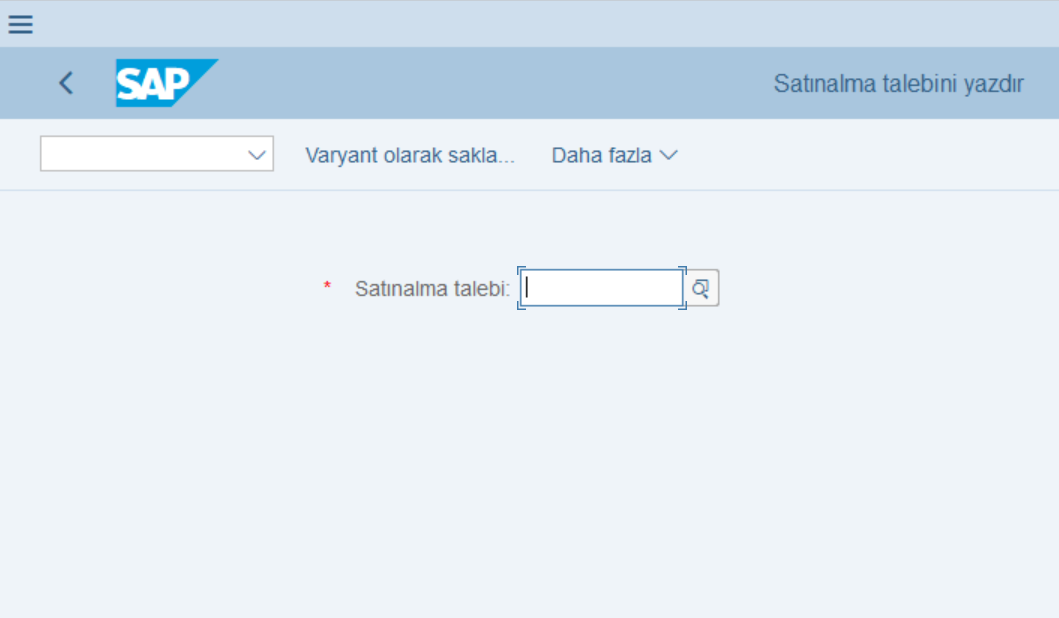 SAP
Satınalma talebini yazdır
Varyant olarak sakla... Daha fazla
* Satınalma talebi: